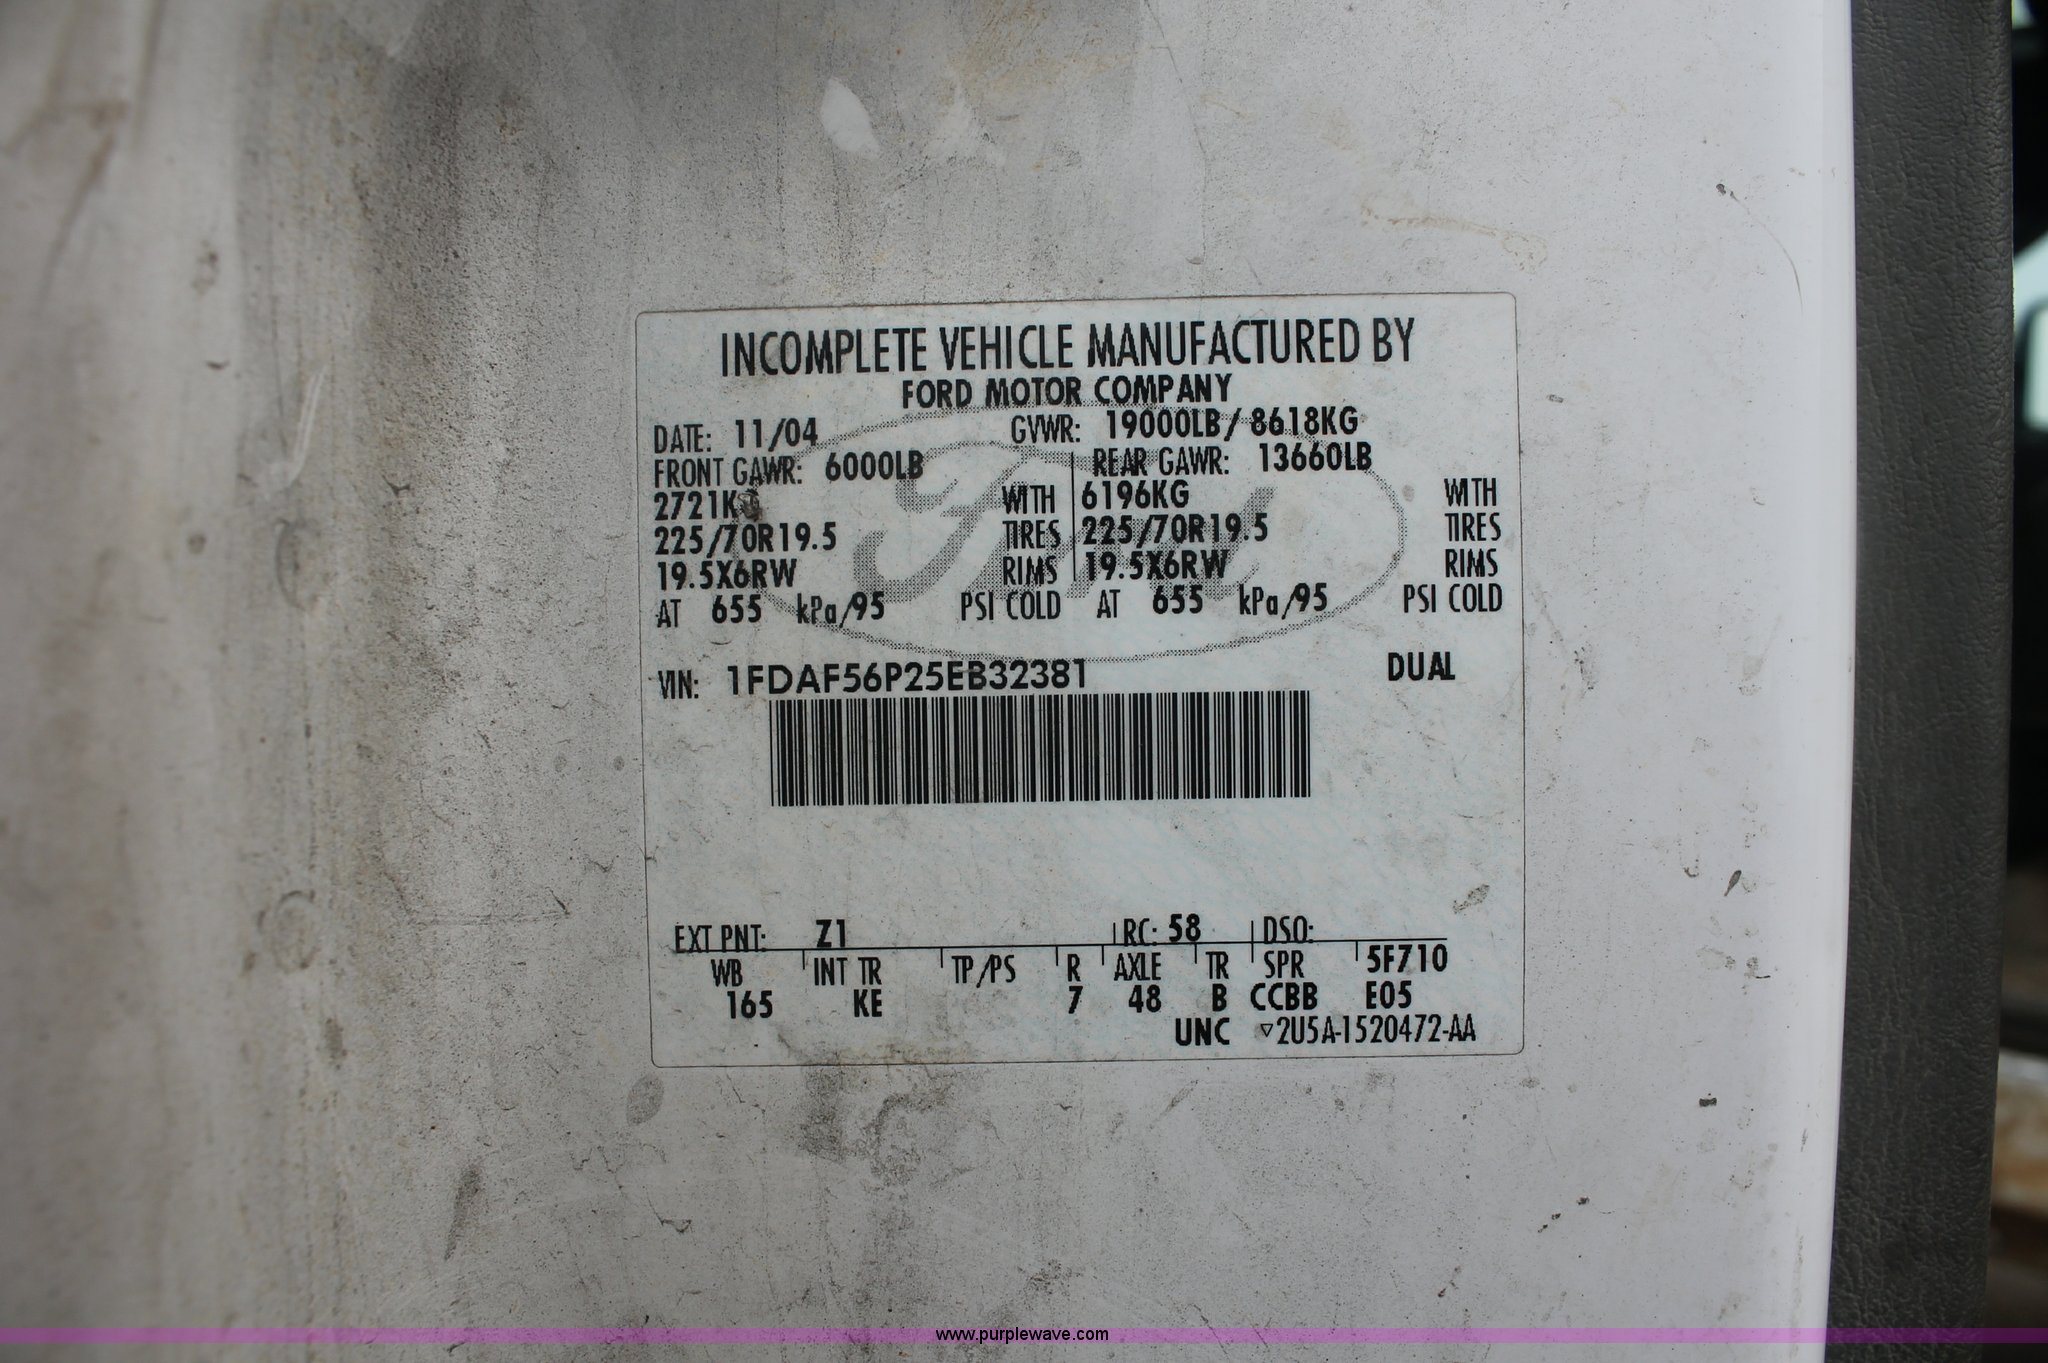 INCOMPLETE VEHICLE MANUFACTURED BY
FORD MOTOR COMPANY
DATE: 11/04 GVWR: 19000LB/ 8618KG
FRONT GAWR: 6000LB REAR GAWR: 13660LB
2721K WITH 6196KG WITH
225/70R19.5 TIRES 225/70R19.5 TIRES
19.5X6RW RIMS 19.5X6RW RIMS
AT 655 kPa/95 PSI COLD AT 655 kPa/95 PSI COLD
Ford
VIN: 1FDAF56P25EB32381 DUAL
EXT PNT: Z1 RC: 58 DSO:
WB INT TR TP/PS R AXLE TR SPR 5F710
165 KE 7 48 B CCBB E05
UNC ▽2U5A-1520472-AA
www.purplewave.com